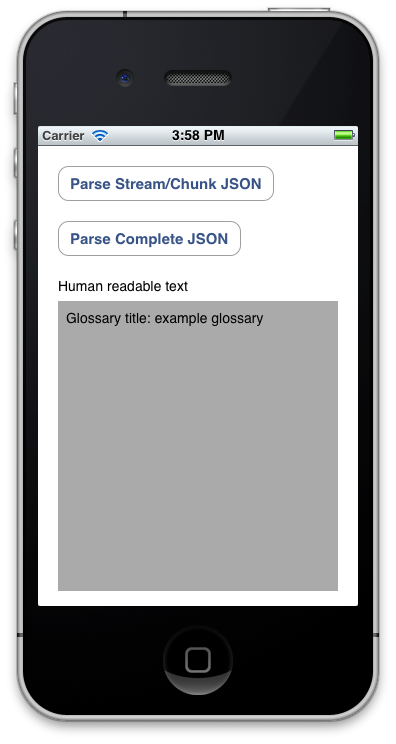 Carrier 3:58 PM
Parse Stream/Chunk JSON
Parse Complete JSON
Human readable text
Glossary title: example glossary